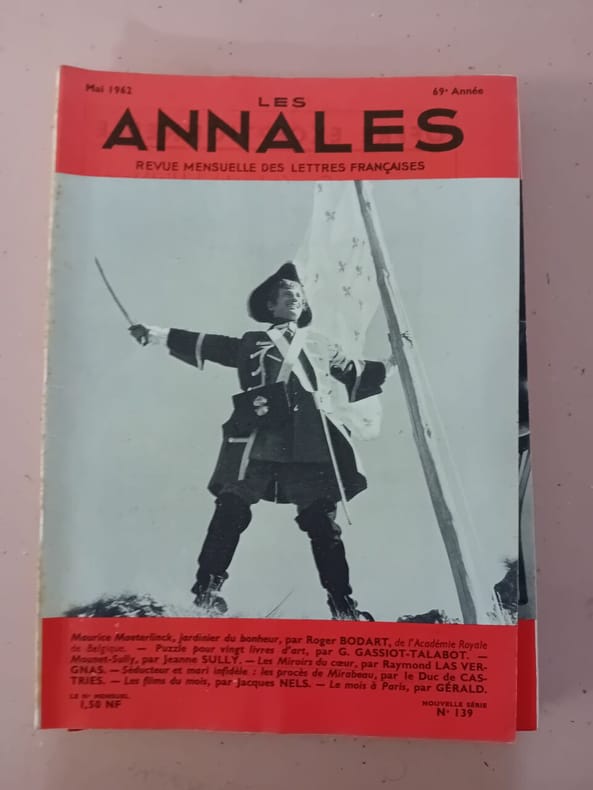 Mai 1962
69e Année
LES
ANNALES
REVUE MENSUELLE DES LETTRES FRANÇAISES
Maurice Maeterlinck, jardinier du bonheur, par Roger BODART, de l'Académie Royale
de Belgique. — Puzzle pour vingt livres d'art, par G. GASSIOT-TALABOT. —
Mounet-Sully, par Jeanne SULLY. — Les Miroirs du cœur, par Raymond LAS VER-
GNAS. — Séducteur et mari infidèle : les procès de Mirabeau, par le Duc de CAS-
TRIES. — Les films du mois, par Jacques NELS. — Le mois à Paris, par GÉRALD.
LE No MENSUEL
1,50 NF
NOUVELLE SÉRIE
No 139